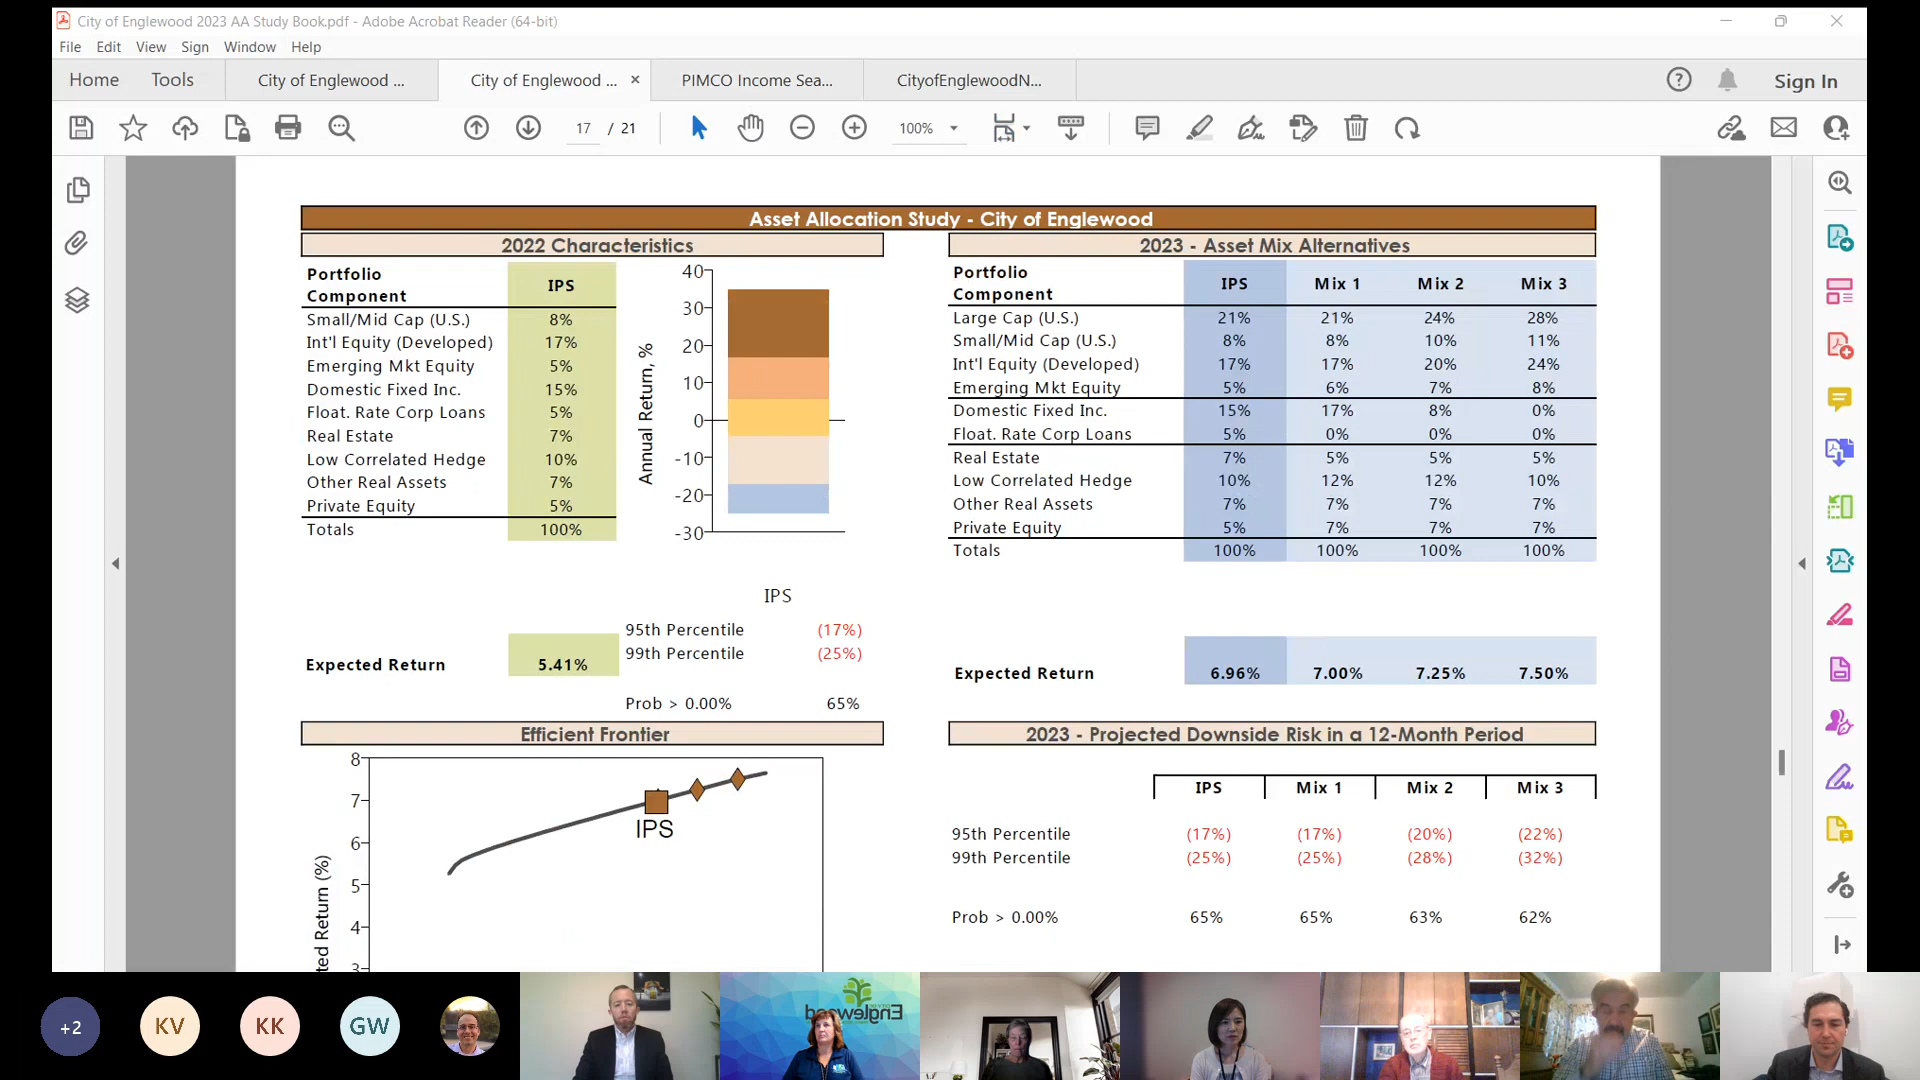 City of Englewood 2023 AA Study Book.pdf - Adobe Acrobat Reader (64-bit)
File Edit View Sign Window Help
Home Tools City of Englewood ... City of Englewood ... × PIMCO Income Sea... CityofEnglewoodN... Sign In
17 / 21 100%
Asset Allocation Study - City of Englewood
2022 Characteristics
Portfolio
Component IPS
Small/Mid Cap (U.S.) 8%
Int'l Equity (Developed) 17%
Emerging Mkt Equity 5%
Domestic Fixed Inc. 15%
Float. Rate Corp Loans 5%
Real Estate 7%
Low Correlated Hedge 10%
Other Real Assets 7%
Private Equity 5%
Totals 100%
Annual Return, %
40
30
20
10
0
-10
-20
-30
IPS
95th Percentile (17%)
99th Percentile (25%)
Expected Return 5.41%
Prob > 0.00% 65%
2023 - Asset Mix Alternatives
Portfolio
Component IPS Mix 1 Mix 2 Mix 3
Large Cap (U.S.) 21% 21% 24% 28%
Small/Mid Cap (U.S.) 8% 8% 10% 11%
Int'l Equity (Developed) 17% 17% 20% 24%
Emerging Mkt Equity 5% 6% 7% 8%
Domestic Fixed Inc. 15% 17% 8% 0%
Float. Rate Corp Loans 5% 0% 0% 0%
Real Estate 7% 5% 5% 5%
Low Correlated Hedge 10% 12% 12% 10%
Other Real Assets 7% 7% 7% 7%
Private Equity 5% 7% 7% 7%
Totals 100% 100% 100% 100%
Expected Return 6.96% 7.00% 7.25% 7.50%
Efficient Frontier
ted Return (%)
8
7
6
5
4
3
IPS
2023 - Projected Downside Risk in a 12-Month Period
IPS Mix 1 Mix 2 Mix 3
95th Percentile (17%) (17%) (20%) (22%)
99th Percentile (25%) (25%) (28%) (32%)
Prob > 0.00% 65% 65% 63% 62%
+2 KV KK GW
Englewood